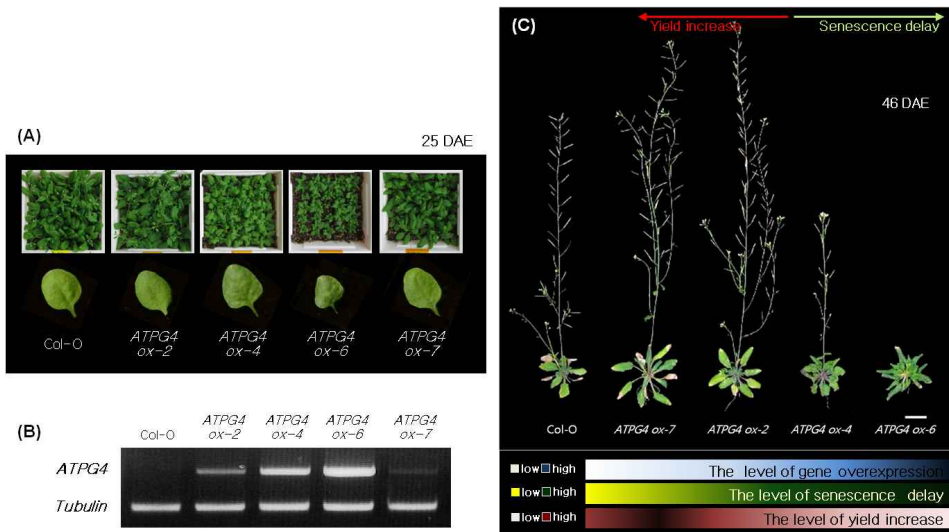 (A)
25 DAE
Col-O
ATPG4 ox-2
ATPG4 ox-4
ATPG4 ox-6
ATPG4 ox-7
(B)
Col-O
ATPG4 ox-2
ATPG4 ox-4
ATPG4 ox-6
ATPG4 ox-7
ATPG4
Tubulin
(C)
Yield increase
Senescence delay
46 DAE
Col-O
ATPG4 ox-7
ATPG4 ox-2
ATPG4 ox-4
ATPG4 ox-6
low high
The level of gene overexpression
low high
The level of senescence delay
low high
The level of yield increase